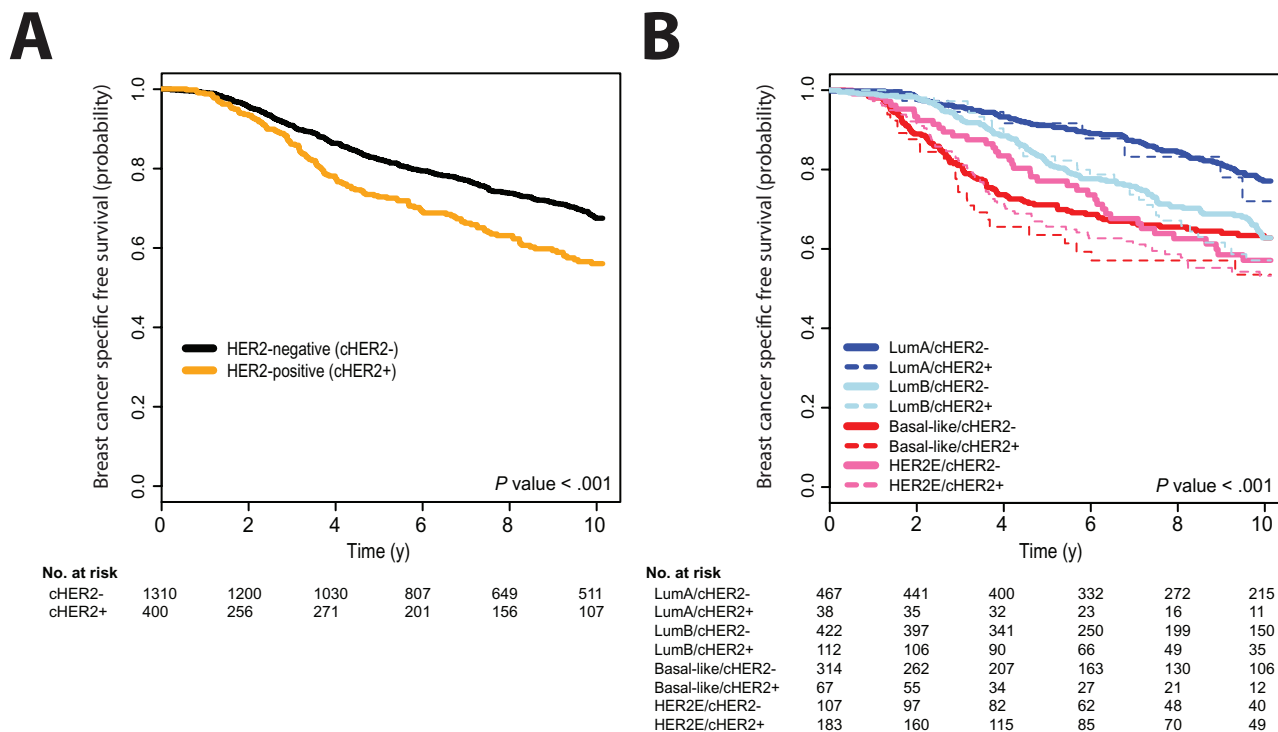 A
Breast cancer specific free survival (probability)
1.0
0.8
0.6
0.4
0.2
0.0
HER2-negative (cHER2-)
HER2-positive (cHER2+)
P value < .001
0 2 4 6 8 10
Time (y)
No. at risk
cHER2- 1310 1200 1030 807 649 511
cHER2+ 400 256 271 201 156 107
B
Breast cancer specific free survival (probability)
1.0
0.8
0.6
0.4
0.2
0.0
LumA/cHER2-
LumA/cHER2+
LumB/cHER2-
LumB/cHER2+
Basal-like/cHER2-
Basal-like/cHER2+
HER2E/cHER2-
HER2E/cHER2+
P value < .001
0 2 4 6 8 10
Time (y)
No. at risk
LumA/cHER2- 467 441 400 332 272 215
LumA/cHER2+ 38 35 32 23 16 11
LumB/cHER2- 422 397 341 250 199 150
LumB/cHER2+ 112 106 90 66 49 35
Basal-like/cHER2- 314 262 207 163 130 106
Basal-like/cHER2+ 67 55 34 27 21 12
HER2E/cHER2- 107 97 82 62 48 40
HER2E/cHER2+ 183 160 115 85 70 49